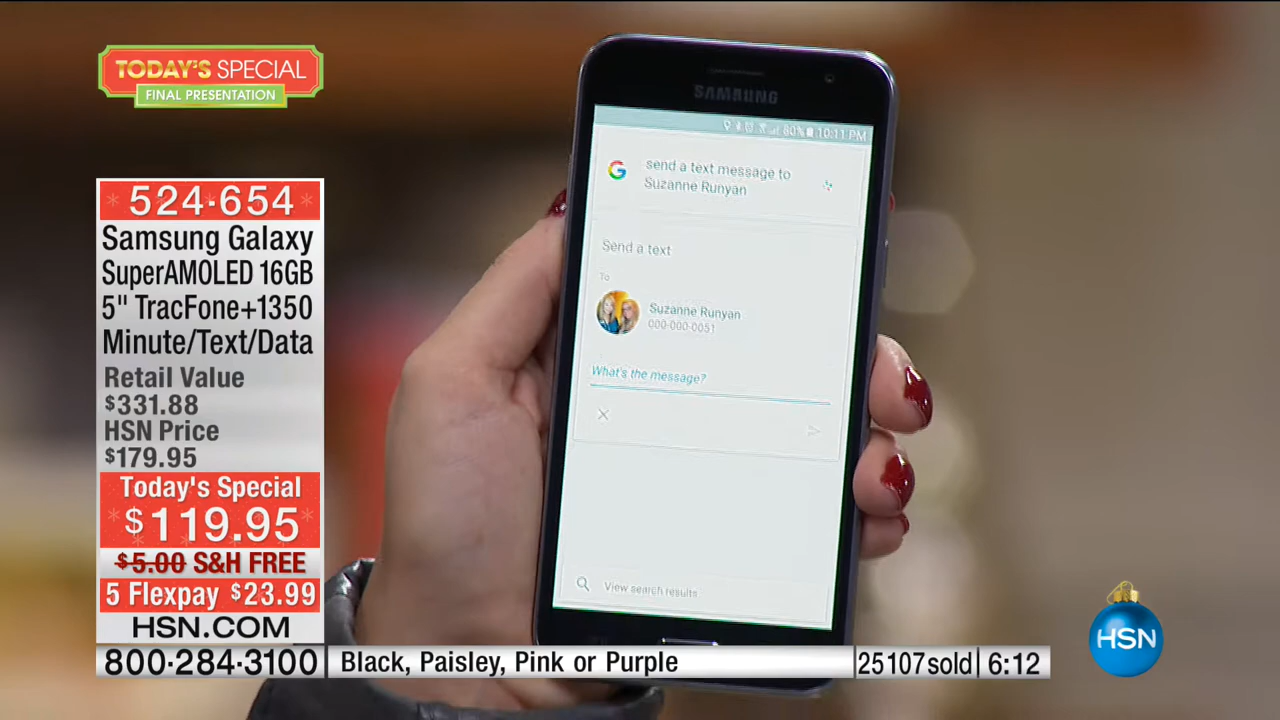 TODAY'S SPECIAL
FINAL PRESENTATION
524-654
Samsung Galaxy
SuperAMOLED 16GB
5" TracFone+1350
Minute/Text/Data
Retail Value
$331.88
HSN Price
$179.95
Today's Special
$119.95
$5.00 S&H FREE
5 Flexpay $23.99
HSN.COM
800-284-3100
Black, Paisley, Pink or Purple
25107 sold
6:12
SAMSUNG
80% 10:11 PM
G
send a text message to
Suzanne Runyan
Send a text
To
Suzanne Runyan
000-000-0051
What's the message?
View search results
HSN